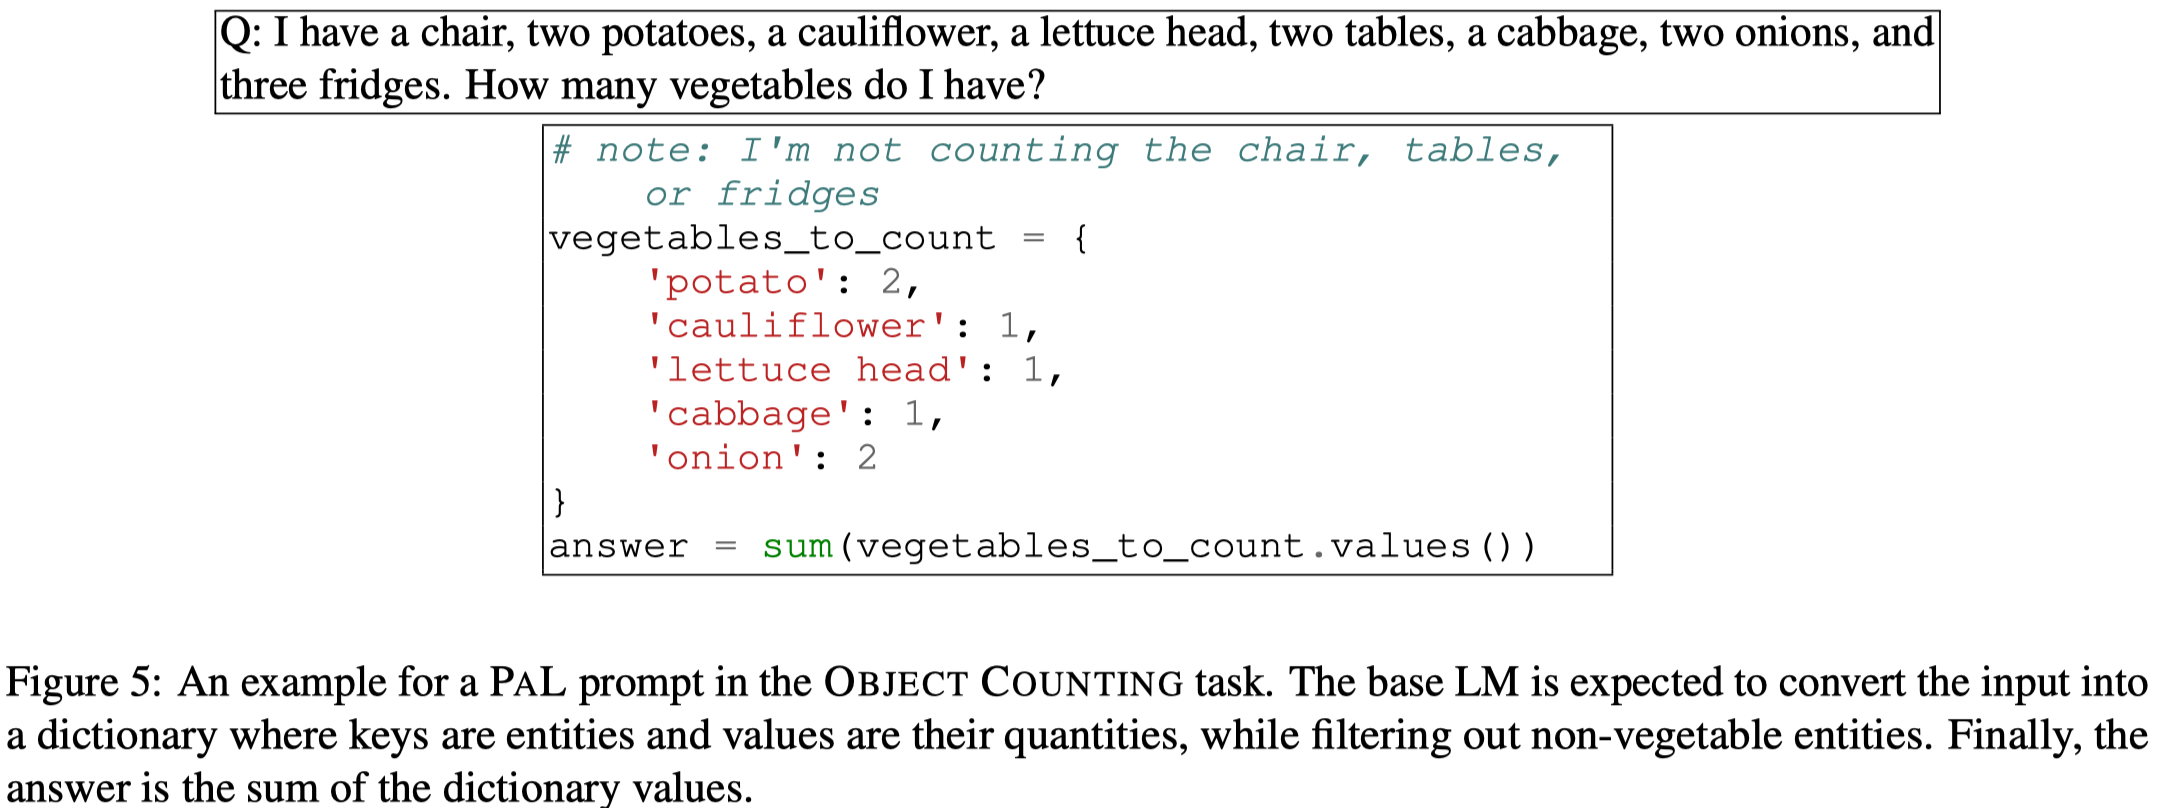 Q: I have a chair, two potatoes, a cauliflower, a lettuce head, two tables, a cabbage, two onions, and
three fridges. How many vegetables do I have?
# note: I'm not counting the chair, tables,
or fridges
vegetables_to_count = {
'potato': 2,
'cauliflower': 1,
'lettuce head': 1,
'cabbage': 1,
'onion': 2
}
answer = sum(vegetables_to_count.values())
Figure 5: An example for a PAL prompt in the OBJECT COUNTING task. The base LM is expected to convert the input into
a dictionary where keys are entities and values are their quantities, while filtering out non-vegetable entities. Finally, the
answer is the sum of the dictionary values.